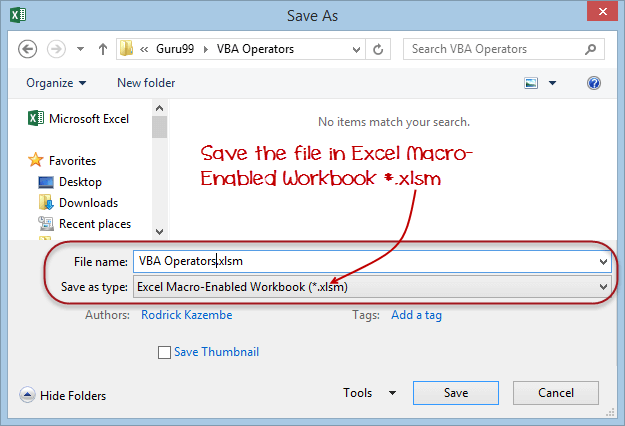 Save As
« Guru99 VBA Operators
Search VBA Operators
Organize
New folder
Microsoft Excel
No items match your search.
Save the file in Excel Macro-
Enabled Workbook *.xlsm
Favorites
Desktop
Downloads
Recent places
File name: VBA Operators.xlsm
Save as type: Excel Macro-Enabled Workbook (*.xlsm)
Authors: Rodrick Kazembe Tags: Add a tag
Save Thumbnail
Hide Folders Tools Save Cancel